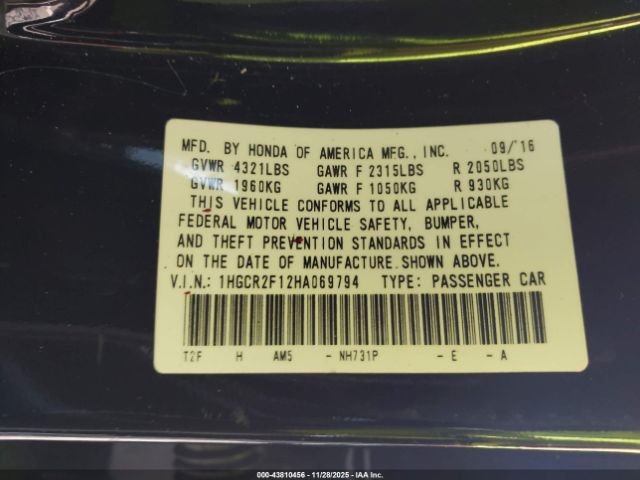 MFD. BY HONDA OF AMERICA MFG., INC. 09/16
GVWR 4321LBS GAWR F 2315LBS R 2050LBS
GVWR 1960KG GAWR F 1050KG R 930KG
THIS VEHICLE CONFORMS TO ALL APPLICABLE
FEDERAL MOTOR VEHICLE SAFETY, BUMPER,
AND THEFT PREVENTION STANDARDS IN EFFECT
ON THE DATE OF MANUFACTURE SHOWN ABOVE.
V.I.N.: 1HGCR2F12HA069794 TYPE: PASSENGER CAR
T2F H AM5 - NH731P - E - A
000-43810456 - 11/28/2025 - IAA Inc.